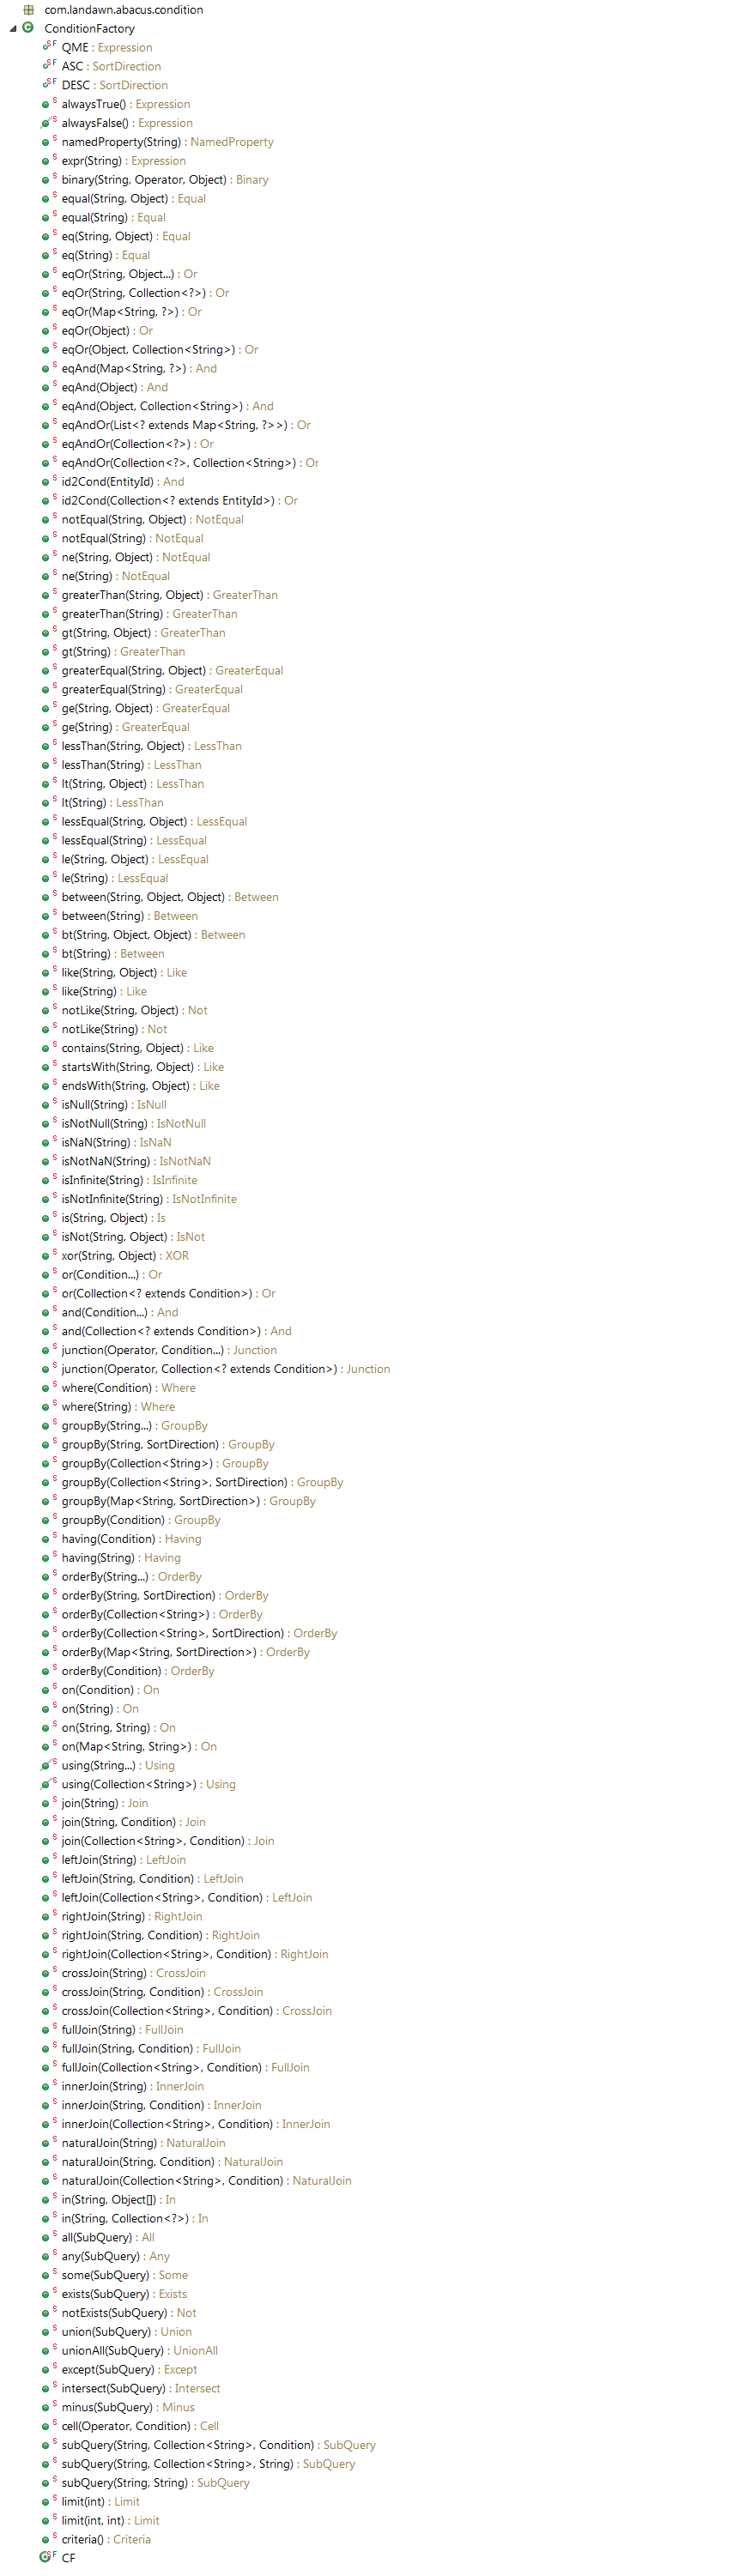 com.landawn.abacus.condition
ConditionFactory
QME : Expression
ASC : SortDirection
DESC : SortDirection
alwaysTrue() : Expression
alwaysFalse() : Expression
namedProperty(String) : NamedProperty
expr(String) : Expression
binary(String, Operator, Object) : Binary
equal(String, Object) : Equal
equal(String) : Equal
eq(String, Object) : Equal
eq(String) : Equal
eqOr(String, Object...) : Or
eqOr(String, Collection<?>) : Or
eqOr(Map<String, ?>) : Or
eqOr(Object) : Or
eqOr(Object, Collection<String>) : Or
eqAnd(Map<String, ?>) : And
eqAnd(Object) : And
eqAnd(Object, Collection<String>) : And
eqAndOr(List<? extends Map<String, ?>>) : Or
eqAndOr(Collection<?>) : Or
eqAndOr(Collection<?>, Collection<String>) : Or
id2Cond(EntityId) : And
id2Cond(Collection<? extends EntityId>) : Or
notEqual(String, Object) : NotEqual
notEqual(String) : NotEqual
ne(String, Object) : NotEqual
ne(String) : NotEqual
greaterThan(String, Object) : GreaterThan
greaterThan(String) : GreaterThan
gt(String, Object) : GreaterThan
gt(String) : GreaterThan
greaterEqual(String, Object) : GreaterEqual
greaterEqual(String) : GreaterEqual
ge(String, Object) : GreaterEqual
ge(String) : GreaterEqual
lessThan(String, Object) : LessThan
lessThan(String) : LessThan
lt(String, Object) : LessThan
lt(String) : LessThan
lessEqual(String, Object) : LessEqual
lessEqual(String) : LessEqual
le(String, Object) : LessEqual
le(String) : LessEqual
between(String, Object, Object) : Between
between(String) : Between
bt(String, Object, Object) : Between
bt(String) : Between
like(String, Object) : Like
like(String) : Like
notLike(String, Object) : Not
notLike(String) : Not
contains(String, Object) : Like
startsWith(String, Object) : Like
endsWith(String, Object) : Like
isNull(String) : IsNull
isNotNull(String) : IsNotNull
isNaN(String) : IsNaN
isNotNaN(String) : IsNotNaN
isInfinite(String) : IsInfinite
isNotInfinite(String) : IsNotInfinite
is(String, Object) : Is
isNot(String, Object) : IsNot
xor(String, Object) : XOR
or(Condition...) : Or
or(Collection<? extends Condition>) : Or
and(Condition...) : And
and(Collection<? extends Condition>) : And
junction(Operator, Condition...) : Junction
junction(Operator, Collection<? extends Condition>) : Junction
where(Condition) : Where
where(String) : Where
groupBy(String...) : GroupBy
groupBy(String, SortDirection) : GroupBy
groupBy(Collection<String>) : GroupBy
groupBy(Collection<String>, SortDirection) : GroupBy
groupBy(Map<String, SortDirection>) : GroupBy
groupBy(Condition) : GroupBy
having(Condition) : Having
having(String) : Having
orderBy(String...) : OrderBy
orderBy(String, SortDirection) : OrderBy
orderBy(Collection<String>) : OrderBy
orderBy(Collection<String>, SortDirection) : OrderBy
orderBy(Map<String, SortDirection>) : OrderBy
orderBy(Condition) : OrderBy
on(Condition) : On
on(String) : On
on(String, String) : On
on(Map<String, String>) : On
using(String...) : Using
using(Collection<String>) : Using
join(String) : Join
join(String, Condition) : Join
join(Collection<String>, Condition) : Join
leftJoin(String) : LeftJoin
leftJoin(String, Condition) : LeftJoin
leftJoin(Collection<String>, Condition) : LeftJoin
rightJoin(String) : RightJoin
rightJoin(String, Condition) : RightJoin
rightJoin(Collection<String>, Condition) : RightJoin
crossJoin(String) : CrossJoin
crossJoin(String, Condition) : CrossJoin
crossJoin(Collection<String>, Condition) : CrossJoin
fullJoin(String) : FullJoin
fullJoin(String, Condition) : FullJoin
fullJoin(Collection<String>, Condition) : FullJoin
innerJoin(String) : InnerJoin
innerJoin(String, Condition) : InnerJoin
innerJoin(Collection<String>, Condition) : InnerJoin
naturalJoin(String) : NaturalJoin
naturalJoin(String, Condition) : NaturalJoin
naturalJoin(Collection<String>, Condition) : NaturalJoin
in(String, Object[]) : In
in(String, Collection<?>) : In
all(SubQuery) : All
any(SubQuery) : Any
some(SubQuery) : Some
exists(SubQuery) : Exists
notExists(SubQuery) : Not
union(SubQuery) : Union
unionAll(SubQuery) : UnionAll
except(SubQuery) : Except
intersect(SubQuery) : Intersect
minus(SubQuery) : Minus
cell(Operator, Condition) : Cell
subQuery(String, Collection<String>, Condition) : SubQuery
subQuery(String, Collection<String>, String) : SubQuery
subQuery(String, String) : SubQuery
limit(int) : Limit
limit(int, int) : Limit
criteria() : Criteria
CF